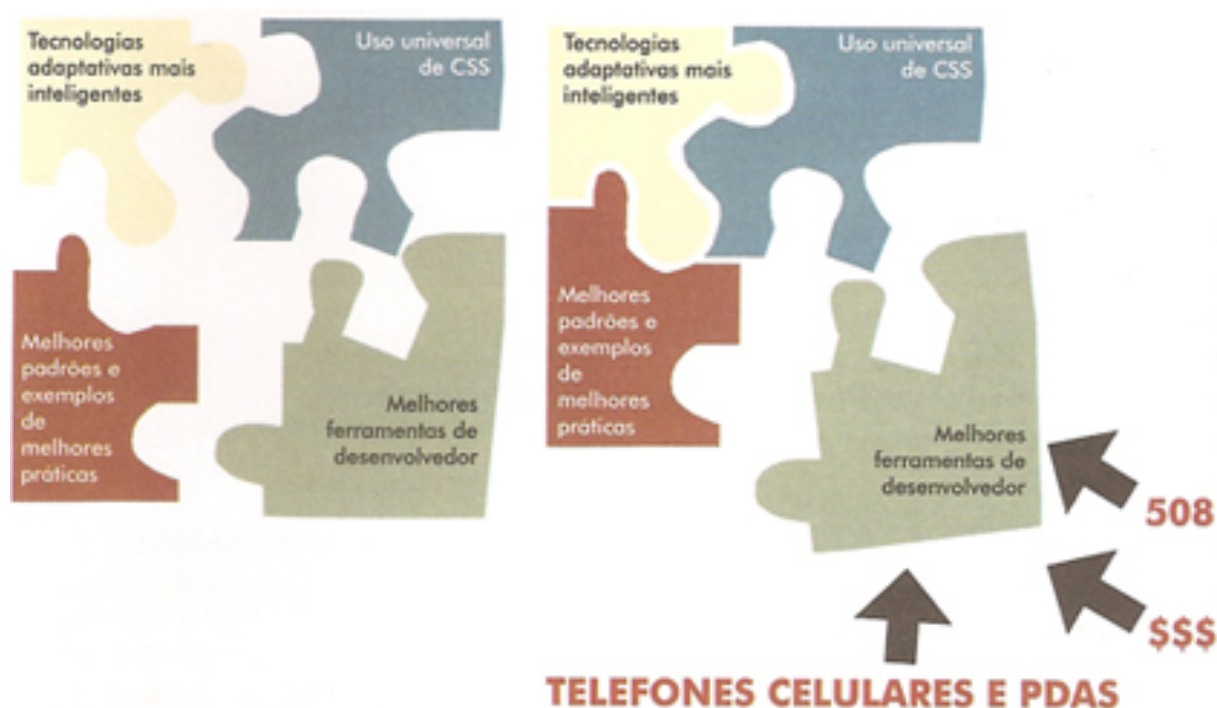 Tecnologias
adaptativas mais
inteligentes
Uso universal
de CSS
Melhores
padrões e
exemplos
de
melhores
práticas
Melhores
ferramentas de
desenvolvedor
Tecnologias
adaptativas mais
inteligentes
Uso universal
de CSS
Melhores
padrões e
exemplos
de
melhores
práticas
Melhores
ferramentas de
desenvolvedor
508
$$$
TELEFONES CELULARES E PDAS